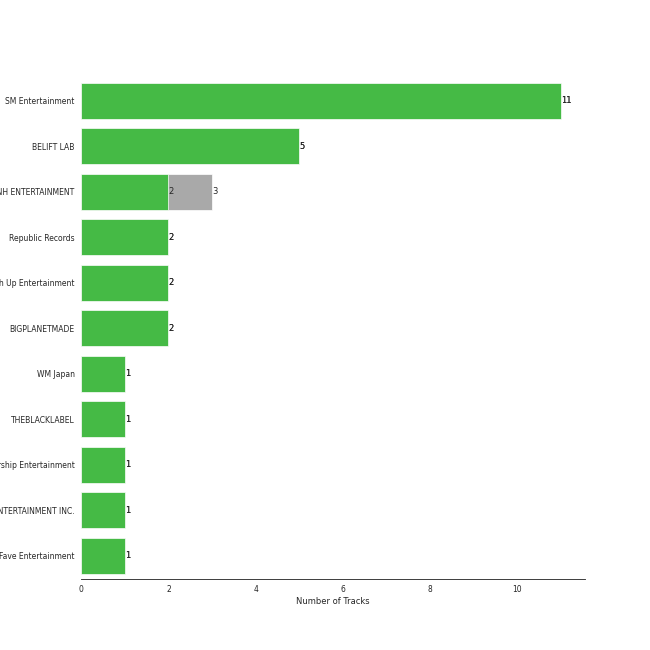 SM Entertainment 11
BELIFT LAB 5
NH ENTERTAINMENT 2 3
Republic Records 2
h Up Entertainment 2
BIGPLANETMADE 2
WM Japan 1
THEBLACKLABEL 1
ship Entertainment 1
NTERTAINMENT INC. 1
Fave Entertainment 1
0 2 4 6 8 10
Number of Tracks